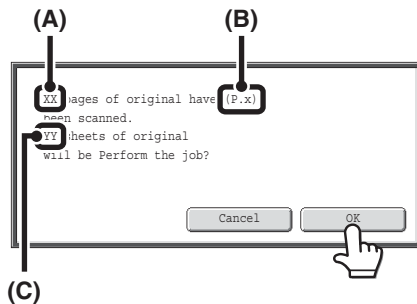 (A) (B)
XX pages of original have (P.x)
been scanned.
YY sheets of original
will be Perform the job?
Cancel OK
(C)